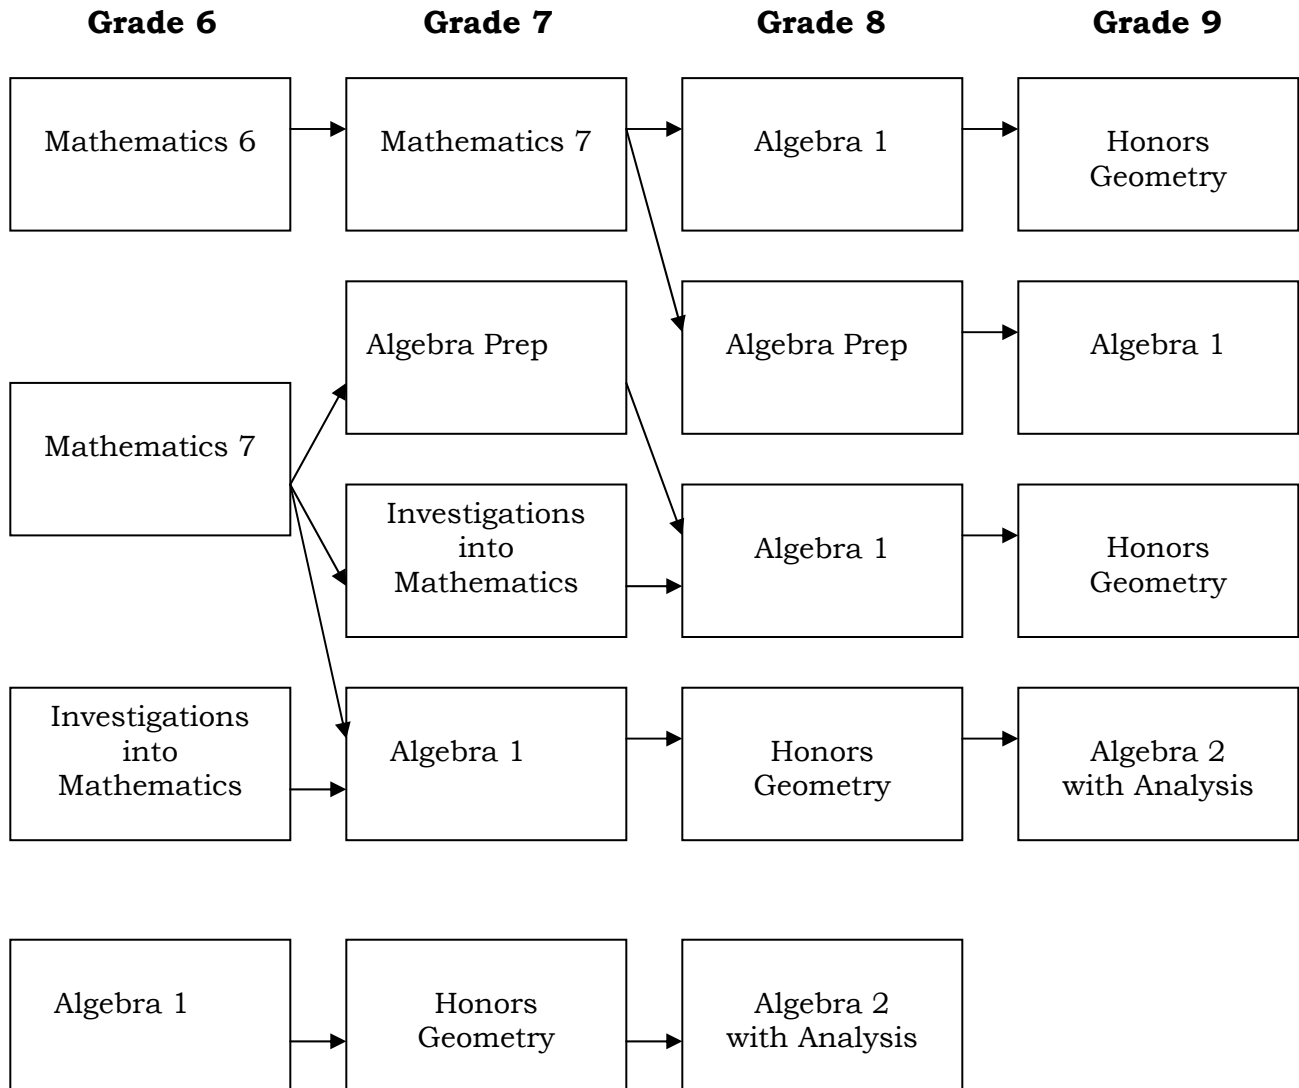 Grade 6 Grade 7 Grade 8 Grade 9
Mathematics 6
Mathematics 7
Algebra 1
Honors
Geometry
Algebra Prep
Algebra Prep
Algebra 1
Mathematics 7
Investigations
into
Mathematics
Algebra 1
Honors
Geometry
Investigations
into
Mathematics
Algebra 1
Honors
Geometry
Algebra 2
with Analysis
Algebra 1
Honors
Geometry
Algebra 2
with Analysis